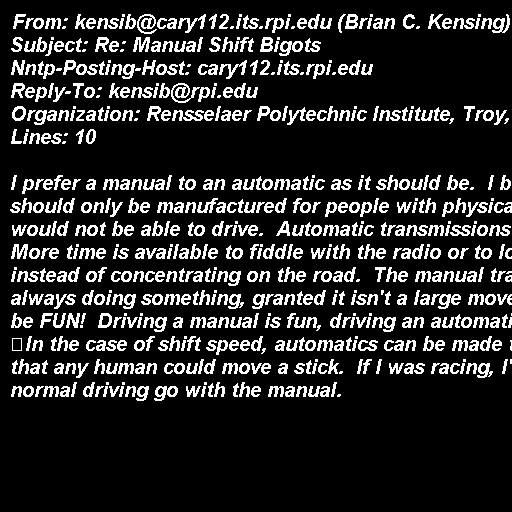 From: kensib@cary112.its.rpi.edu (Brian C. Kensing)
Subject: Re: Manual Shift Bigots
Nntp-Posting-Host: cary112.its.rpi.edu
Reply-To: kensib@rpi.edu
Organization: Rensselaer Polytechnic Institute, Troy,
Lines: 10

I prefer a manual to an automatic as it should be.  I b
should only be manufactured for people with physica
would not be able to drive.  Automatic transmissions
More time is available to fiddle with the radio or to lo
instead of concentrating on the road.  The manual tra
always doing something, granted it isn't a large move
be FUN!  Driving a manual is fun, driving an automati
In the case of shift speed, automatics can be made t
that any human could move a stick.  If I was racing, I'
normal driving go with the manual.